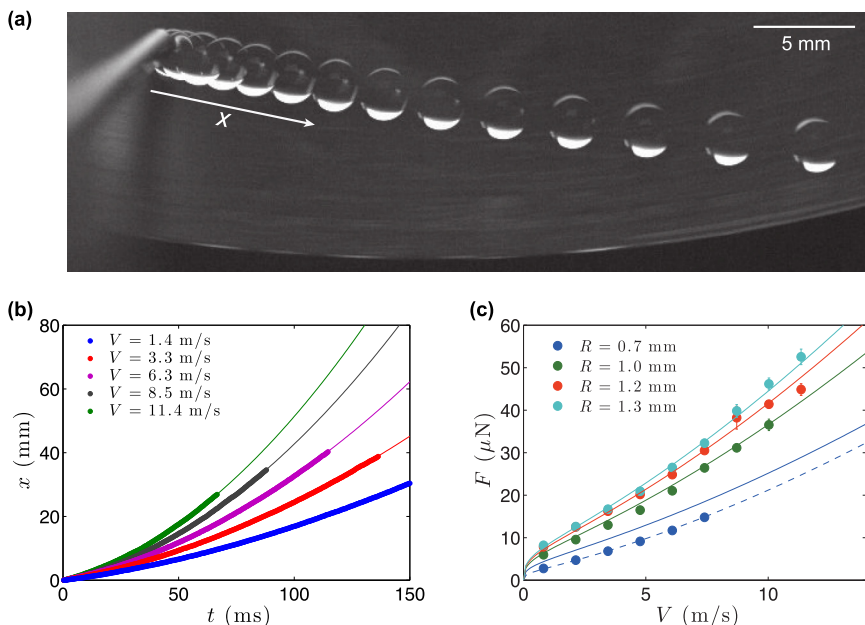 (a)
5 mm
x
(b)
80
60
40
20
0
x (mm)
V = 1.4 m/s
V = 3.3 m/s
V = 6.3 m/s
V = 8.5 m/s
V = 11.4 m/s
0 50 100 150
t (ms)
(c)
60
50
40
30
20
10
0
F (μN)
R = 0.7 mm
R = 1.0 mm
R = 1.2 mm
R = 1.3 mm
0 5 10
V (m/s)